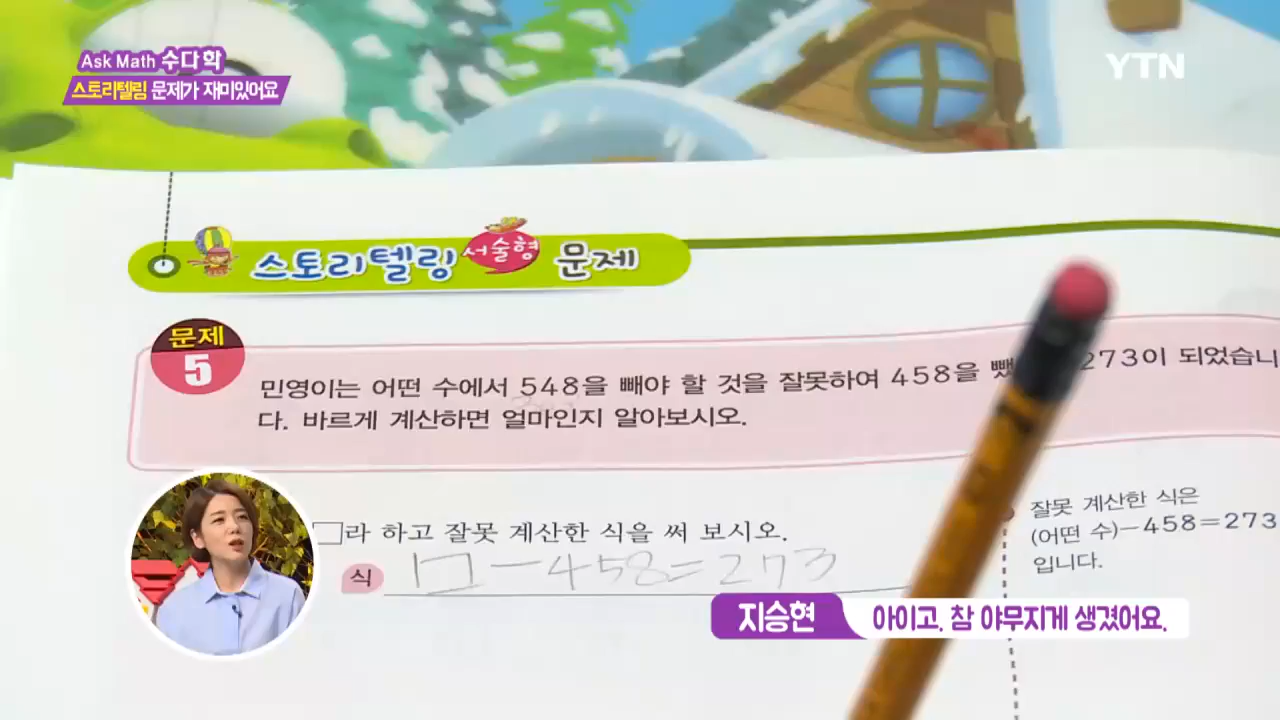 Ask Math 수다학
스토리텔링 문제가 재미있어요
YTN
스토리텔링 서술형 문제
문제
5
민영이는 어떤 수에서 548을 빼야 할 것을 잘못하여 458을 뺐 273이 되었습니
다. 바르게 계산하면 얼마인지 알아보시오.
□라 하고 잘못 계산한 식을 써 보시오.
식 □-458=273
잘못 계산한 식은
(어떤 수)-458=273
입니다.
지승현 아이고. 참 야무지게 생겼어요.